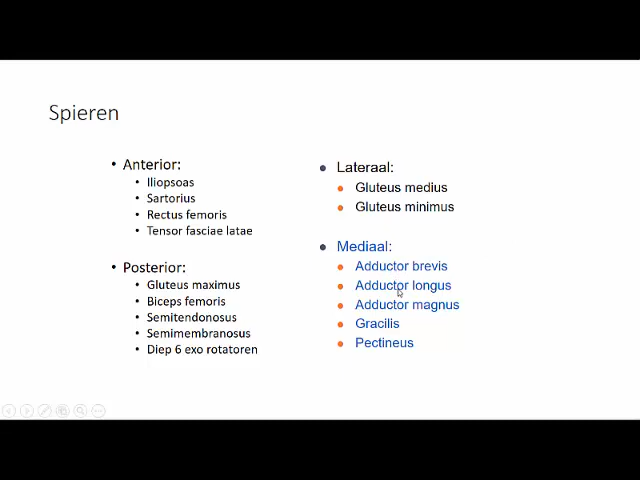 Spieren
Anterior:
Iliopsoas
Sartorius
Rectus femoris
Tensor fasciae latae
Posterior:
Gluteus maximus
Biceps femoris
Semitendonosus
Semimembranosus
Diep 6 exo rotatoren
Lateraal:
Gluteus medius
Gluteus minimus
Mediaal:
Adductor brevis
Adductor longus
Adductor magnus
Gracilis
Pectineus